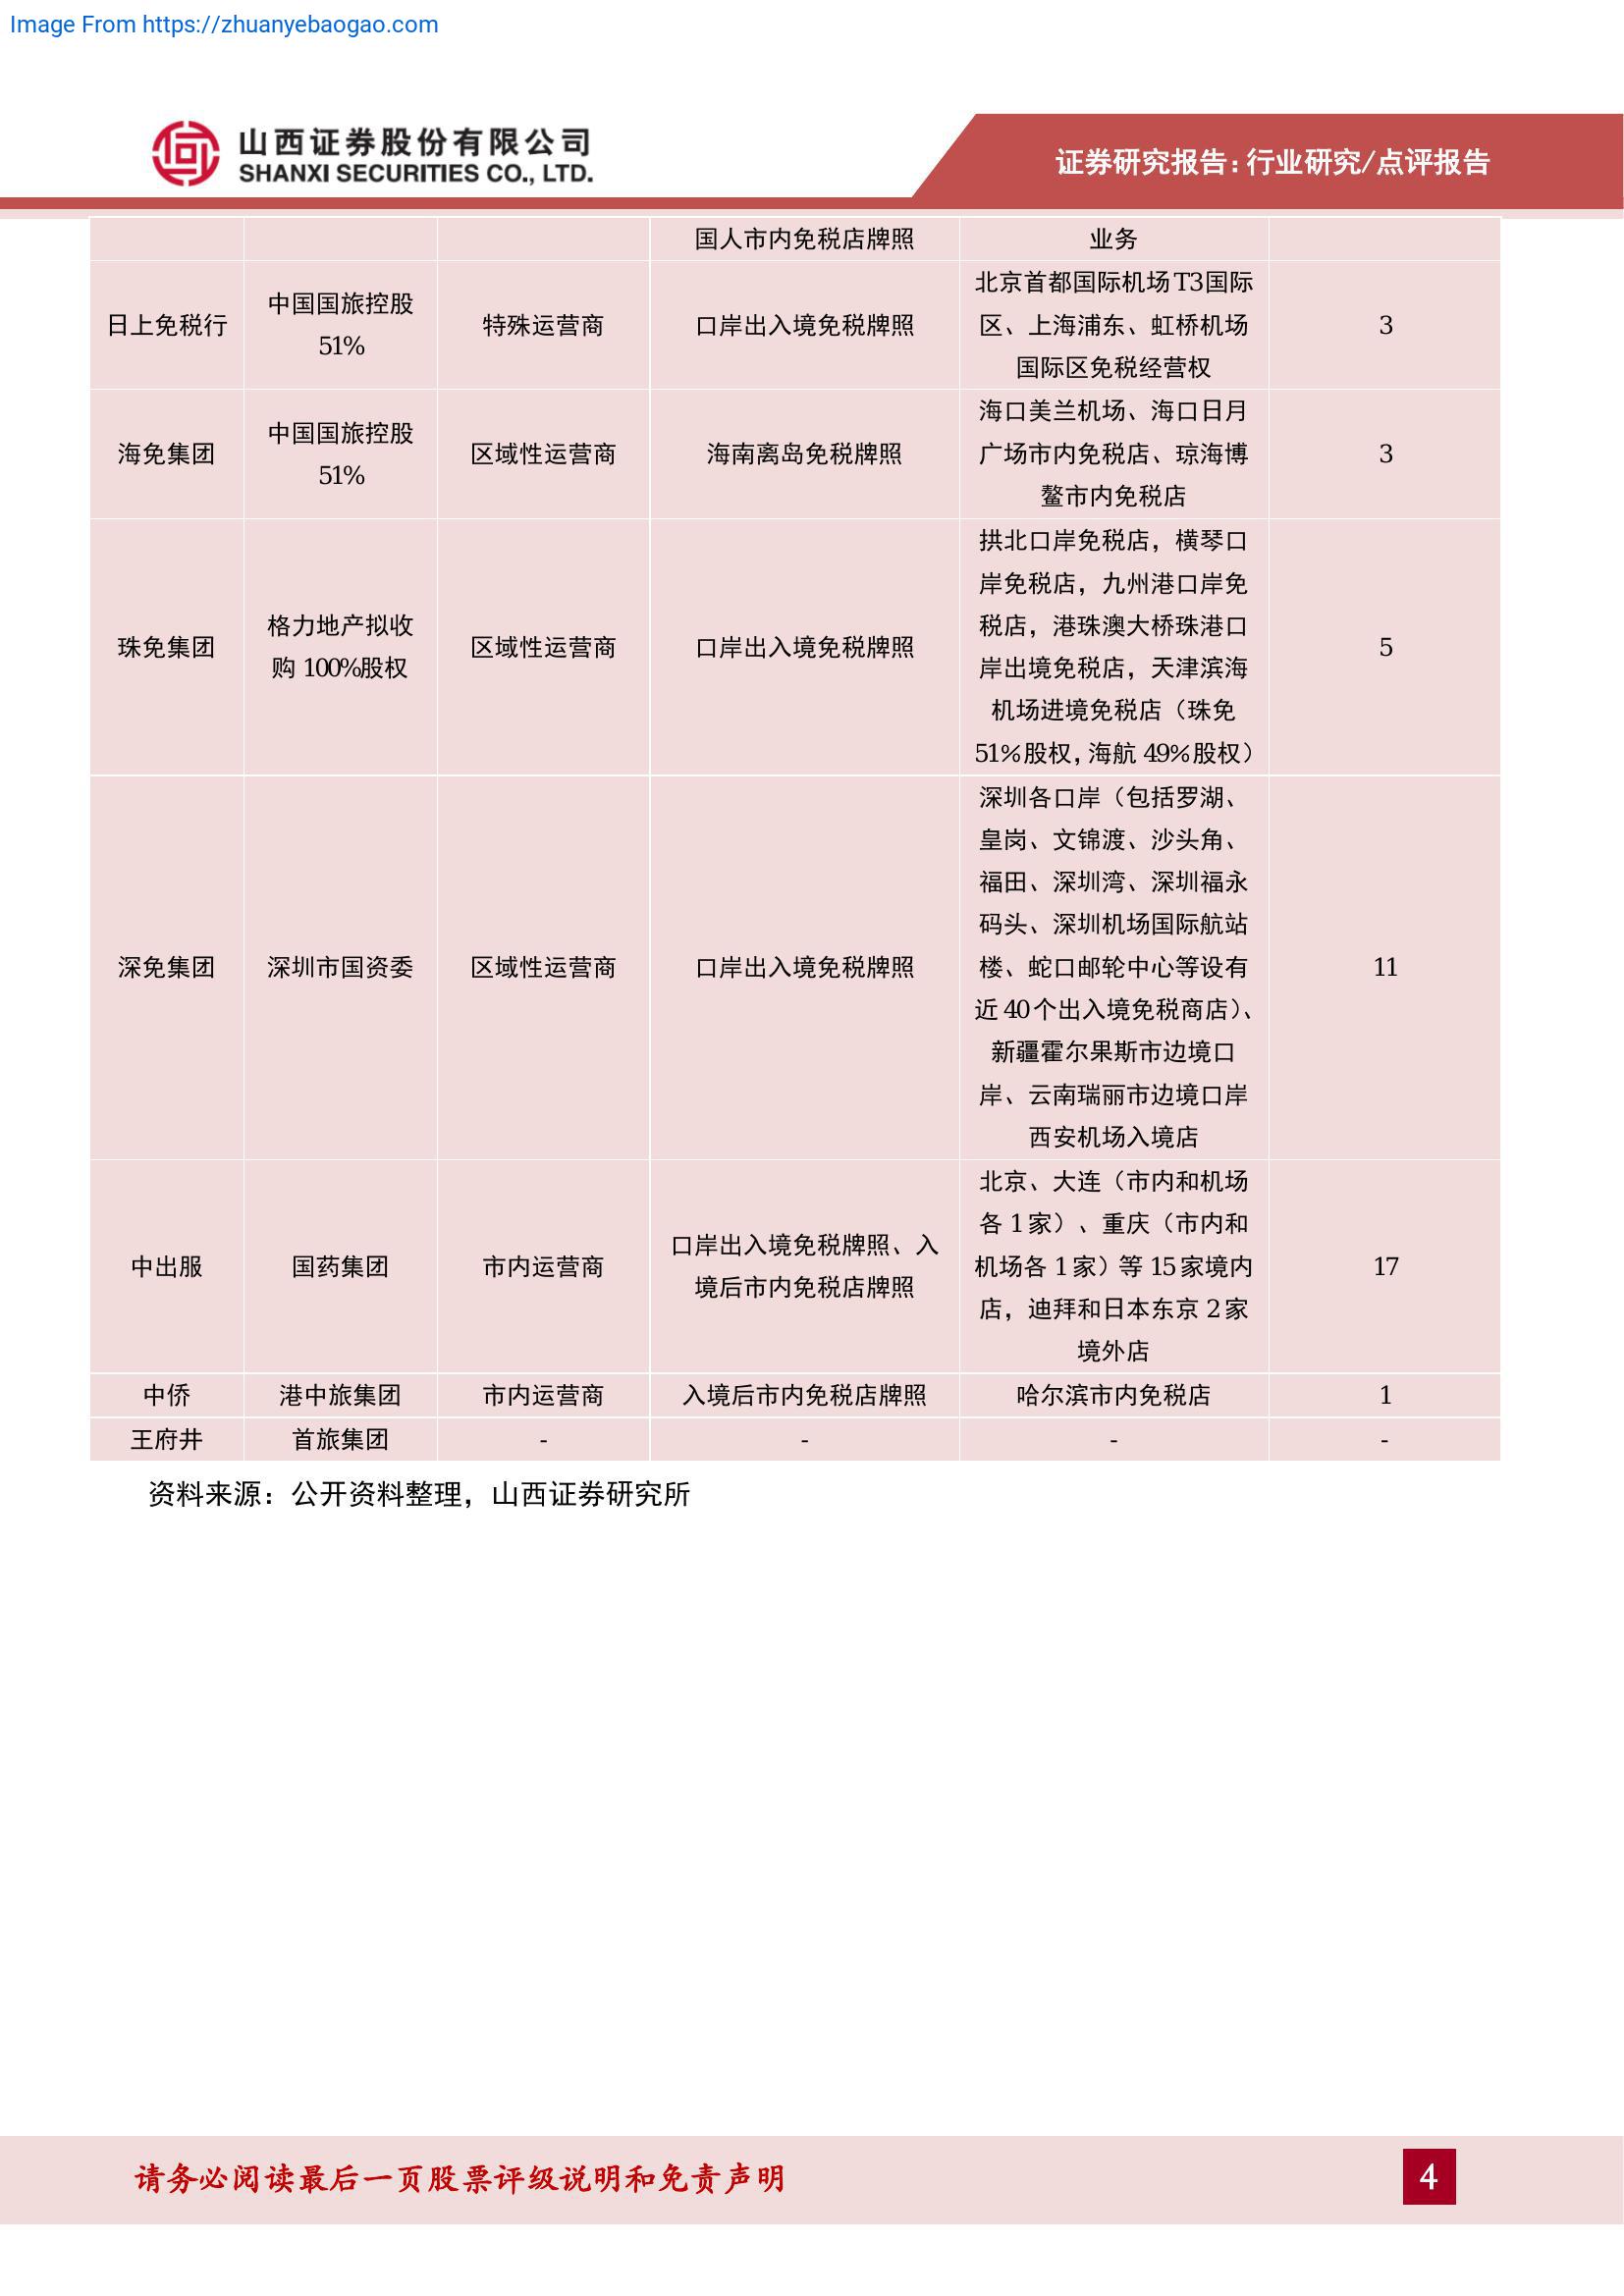 Image From https://zhuanyebaogao.com
山西证券股份有限公司
SHANXI SECURITIES CO., LTD.
证券研究报告：行业研究/点评报告
国人市内免税店牌照
业务
日上免税行
中国国旅控股
51%
特殊运营商
口岸出入境免税牌照
北京首都国际机场 T3 国际
区、上海浦东、虹桥机场
国际区免税经营权
3
海免集团
中国国旅控股
51%
区域性运营商
海南离岛免税牌照
海口美兰机场、海口日月
广场市内免税店、琼海博
鳌市内免税店
3
珠免集团
格力地产拟收
购 100%股权
区域性运营商
口岸出入境免税牌照
拱北口岸免税店，横琴口
岸免税店，九州港口岸免
税店，港珠澳大桥珠港口
岸出境免税店，天津滨海
机场进境免税店（珠免
51%股权，海航 49%股权）
5
深免集团
深圳市国资委
区域性运营商
口岸出入境免税牌照
深圳各口岸（包括罗湖、
皇岗、文锦渡、沙头角、
福田、深圳湾、深圳福永
码头、深圳机场国际航站
楼、蛇口邮轮中心等设有
近 40 个出入境免税商店）、
新疆霍尔果斯市边境口
岸、云南瑞丽市边境口岸
西安机场入境店
11
中出服
国药集团
市内运营商
口岸出入境免税牌照、入
境后市内免税店牌照
北京、大连（市内和机场
各 1 家）、重庆（市内和
机场各 1 家）等 15 家境内
店，迪拜和日本东京 2 家
境外店
17
中侨
港中旅集团
市内运营商
入境后市内免税店牌照
哈尔滨市内免税店
1
王府井
首旅集团
-
-
-
-
资料来源：公开资料整理，山西证券研究所
请务必阅读最后一页股票评级说明和免责声明
4